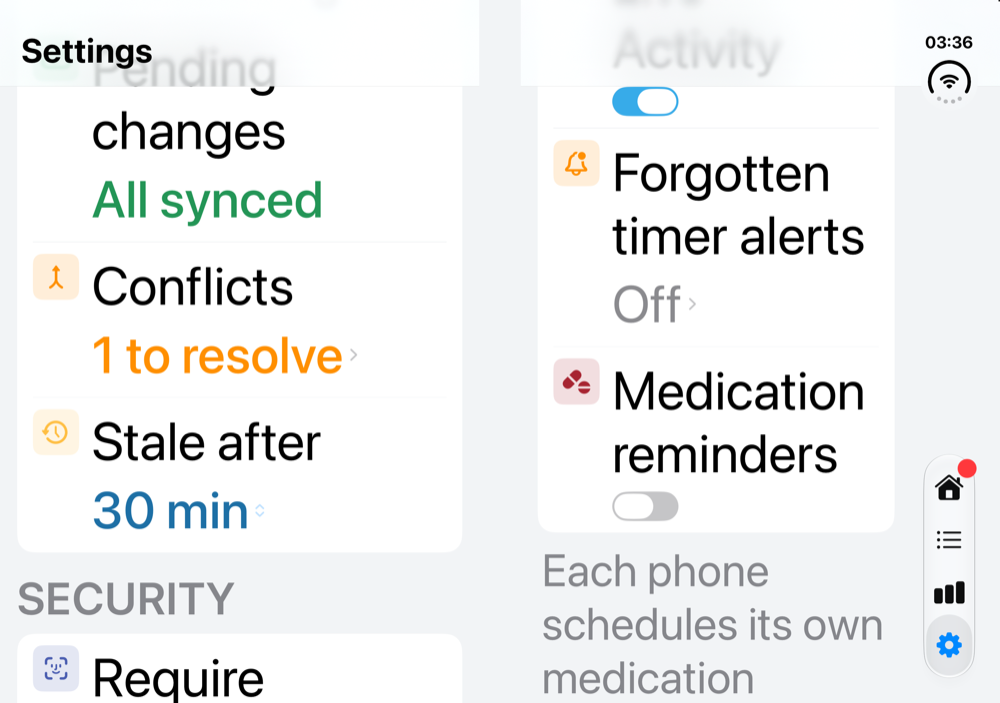 Settings
Pending
changes
All synced
Conflicts
1 to resolve
Stale after
30 min
SECURITY
Require
Activity
Forgotten
timer alerts
Off
Medication
reminders
Each phone
schedules its own
medication
03:36